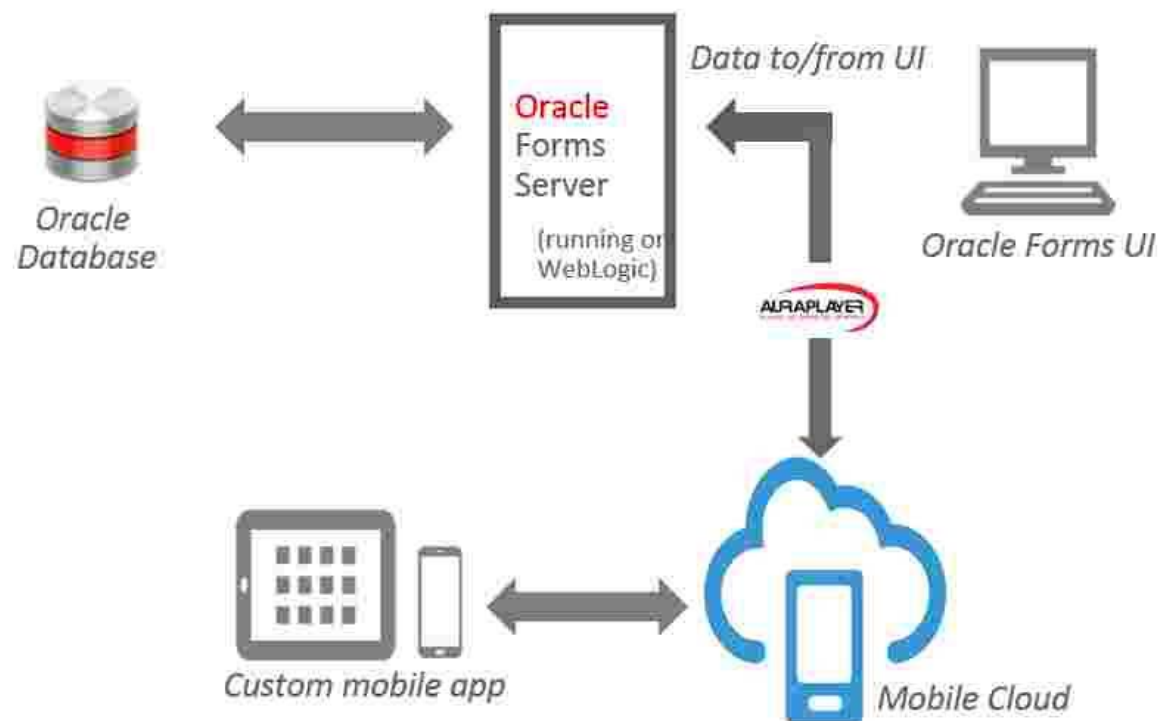 Data to/from UI
Oracle
Forms
Server
(running on
WebLogic)
Oracle
Database
Oracle Forms UI
AURAPLAYER
Custom mobile app
Mobile Cloud